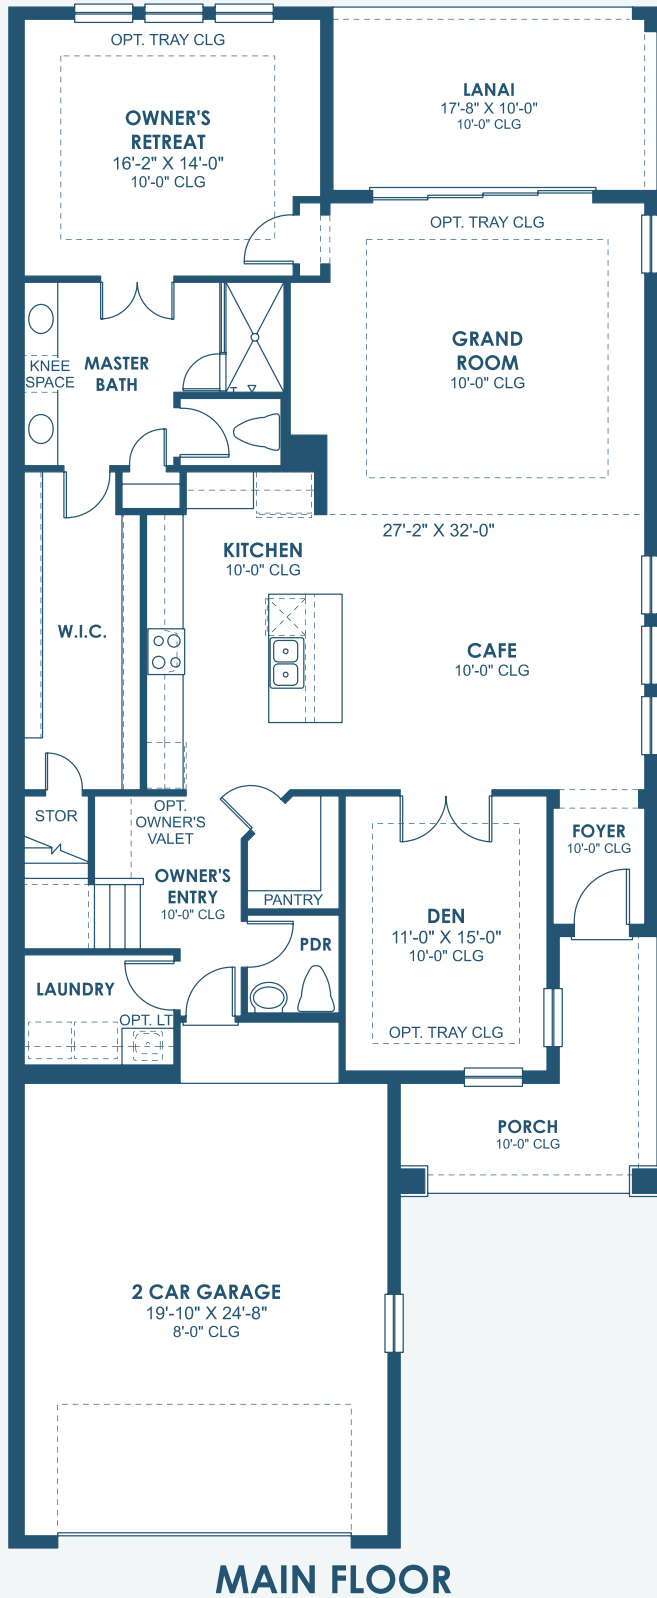 OPT. TRAY CLG
OWNER'S
RETREAT
16'-2" X 14'-0"
10'-0" CLG
LANAI
17'-8" X 10'-0"
10'-0" CLG
OPT. TRAY CLG
GRAND
ROOM
10'-0" CLG
KNEE
SPACE
MASTER
BATH
27'-2" X 32'-0"
KITCHEN
10'-0" CLG
W.I.C.
CAFE
10'-0" CLG
STOR
OPT.
OWNER'S
VALET
OWNER'S
ENTRY
10'-0" CLG
PANTRY
FOYER
10'-0" CLG
DEN
11'-0" X 15'-0"
10'-0" CLG
OPT. TRAY CLG
PDR
LAUNDRY
OPT. LT
PORCH
10'-0" CLG
2 CAR GARAGE
19'-10" X 24'-8"
8'-0" CLG
MAIN FLOOR